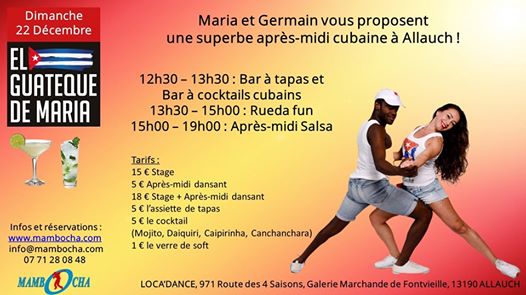 Dimanche
22 Décembre
EL
GUATEQUE
DE MARIA
Maria et Germain vous proposent
une superbe après-midi cubaine à Allauch !
12h30 – 13h30 : Bar à tapas et
Bar à cocktails cubains
13h30 – 15h00 : Rueda fun
15h00 – 19h00 : Après-midi Salsa
Tarifs :
15 € Stage
5 € Après-midi dansant
18 € Stage + Après-midi dansant
5 € l’assiette de tapas
5 € le cocktail
(Mojito, Daiquiri, Caipirinha, Canchanchara)
1 € le verre de soft
Infos et réservations :
www.mambocha.com
info@mambocha.com
07 71 28 08 48
MAMBOCHA
LOCA’DANCE, 971 Route des 4 Saisons, Galerie Marchande de Fontvieille, 13190 ALLAUCH